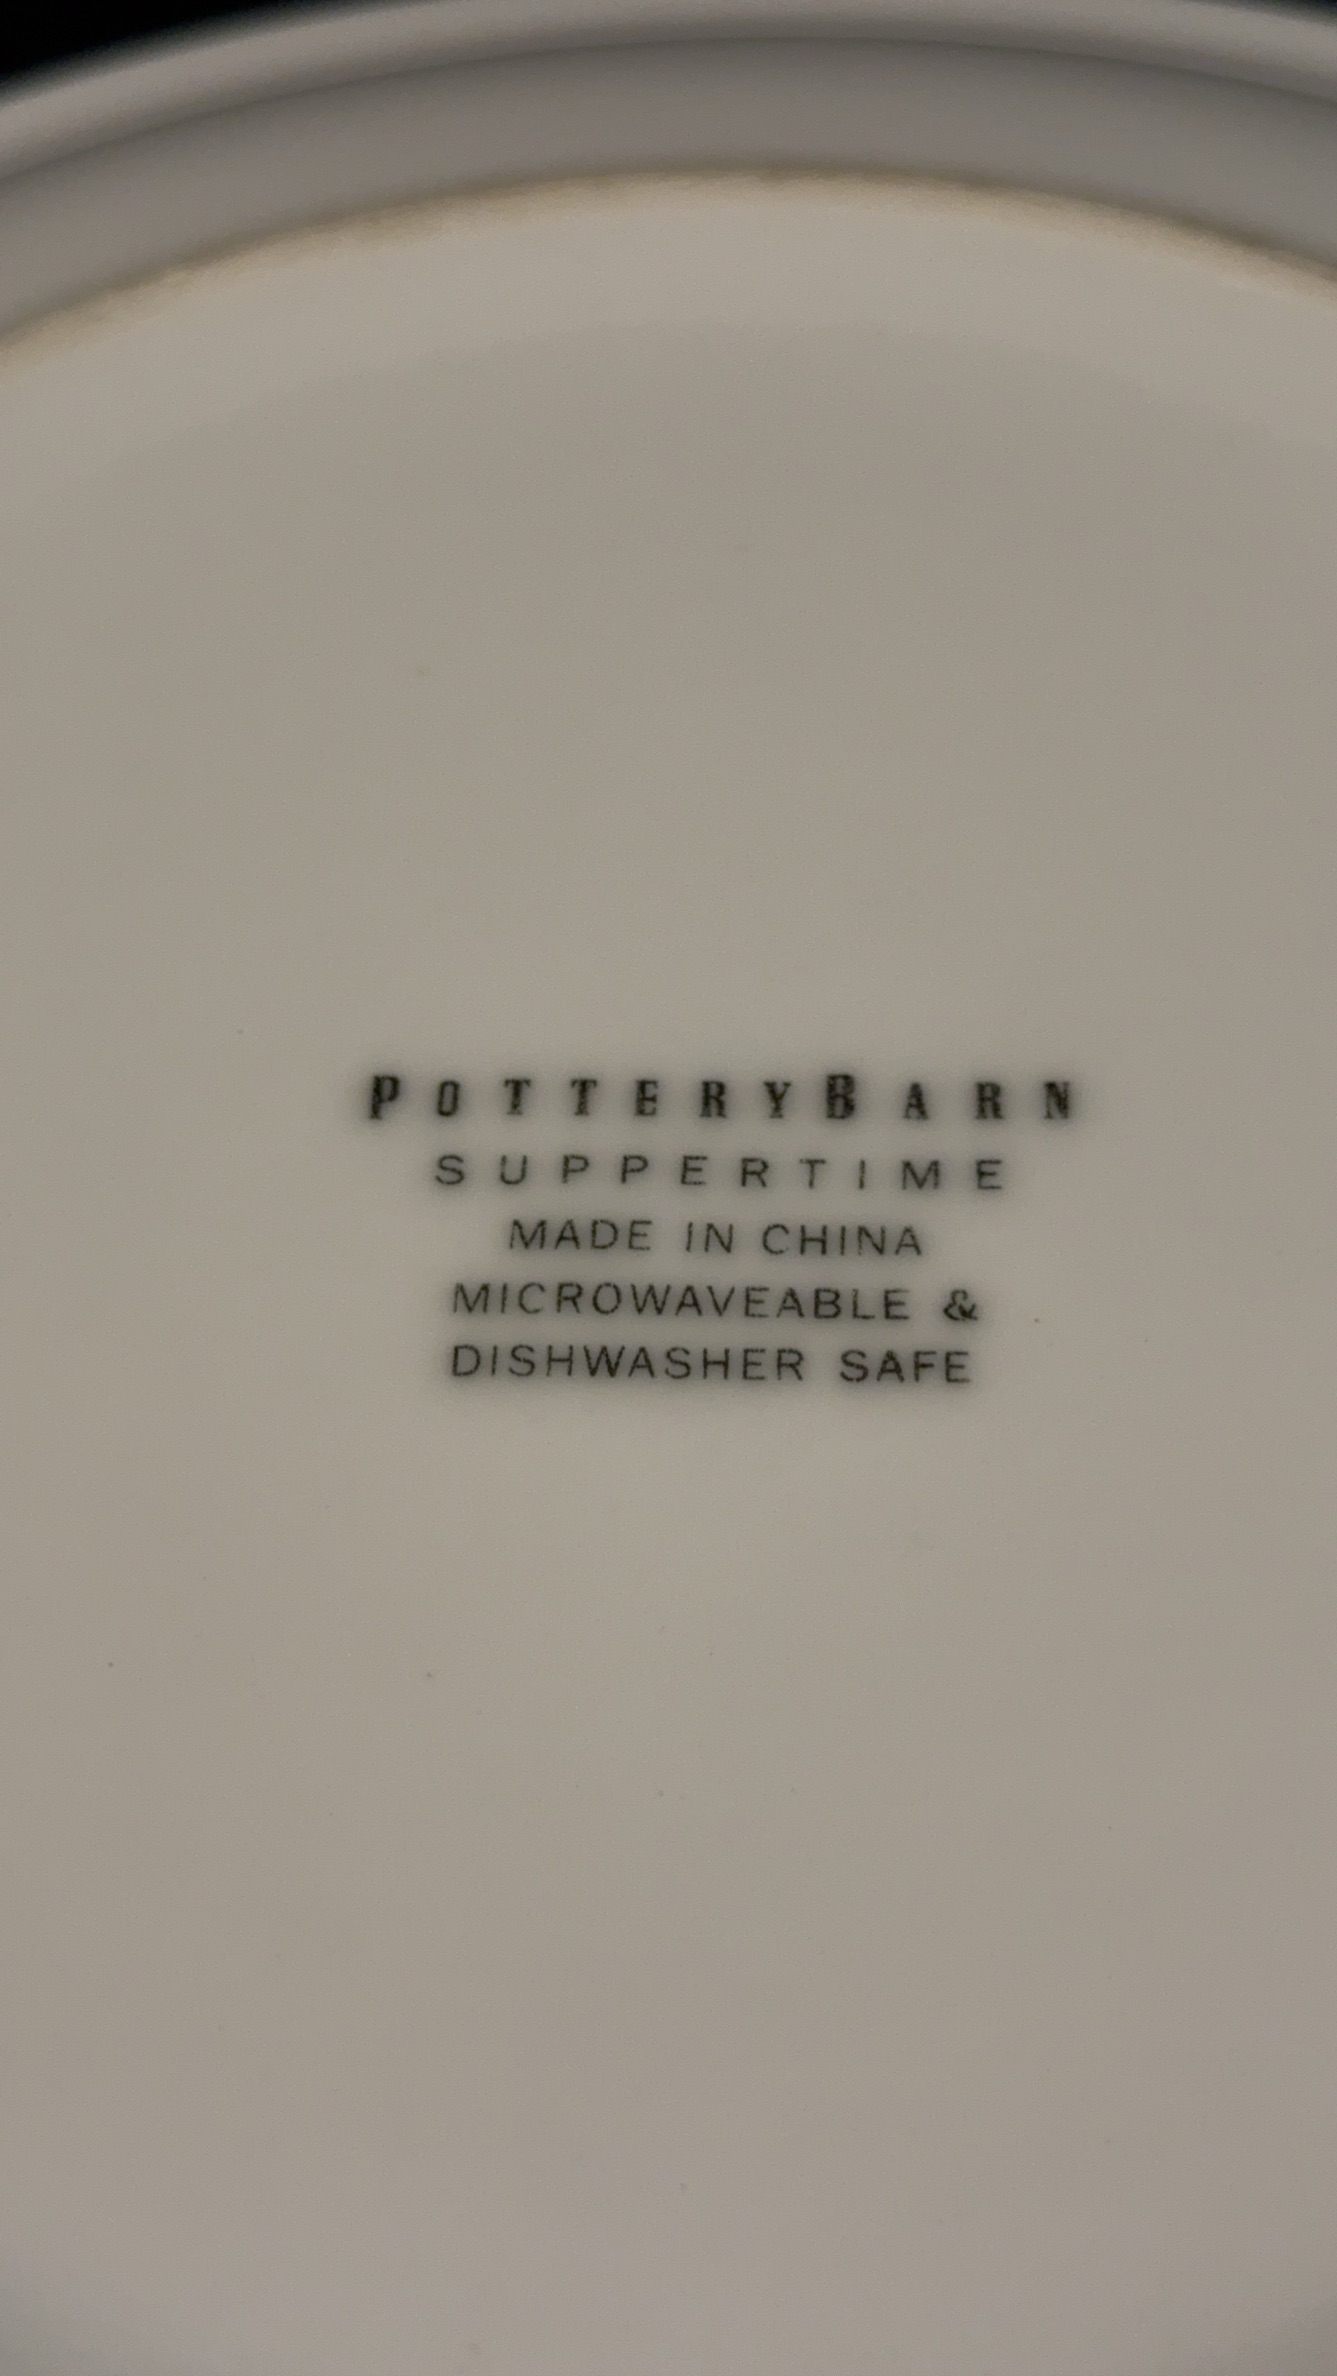 POTTERYBARN
SUPPERTIME
MADE IN CHINA
MICROWAVEABLE &
DISHWASHER SAFE